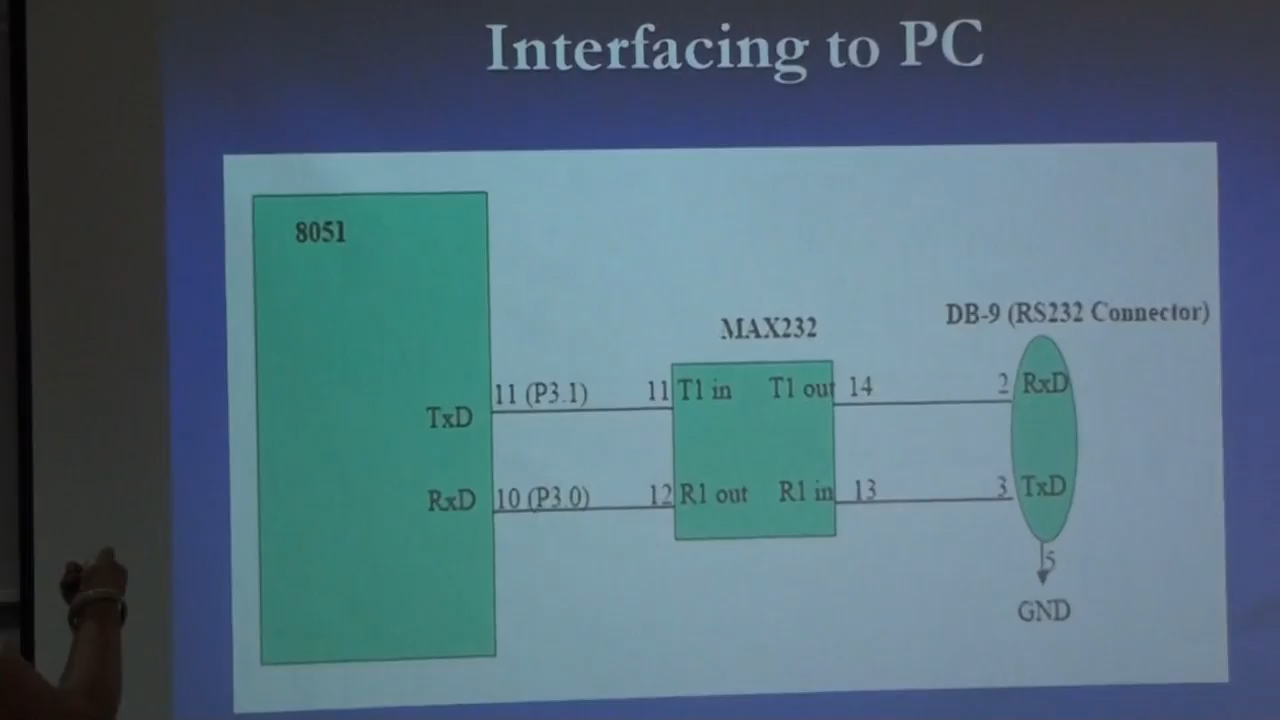 Interfacing to PC
8051
DB-9 (RS232 Connector)
MAX232
TxD 11 (P3.1) 11 T1 in T1 out 14 2 RxD
RxD 10 (P3.0) 12 R1 out R1 in 13 3 TxD
5
GND